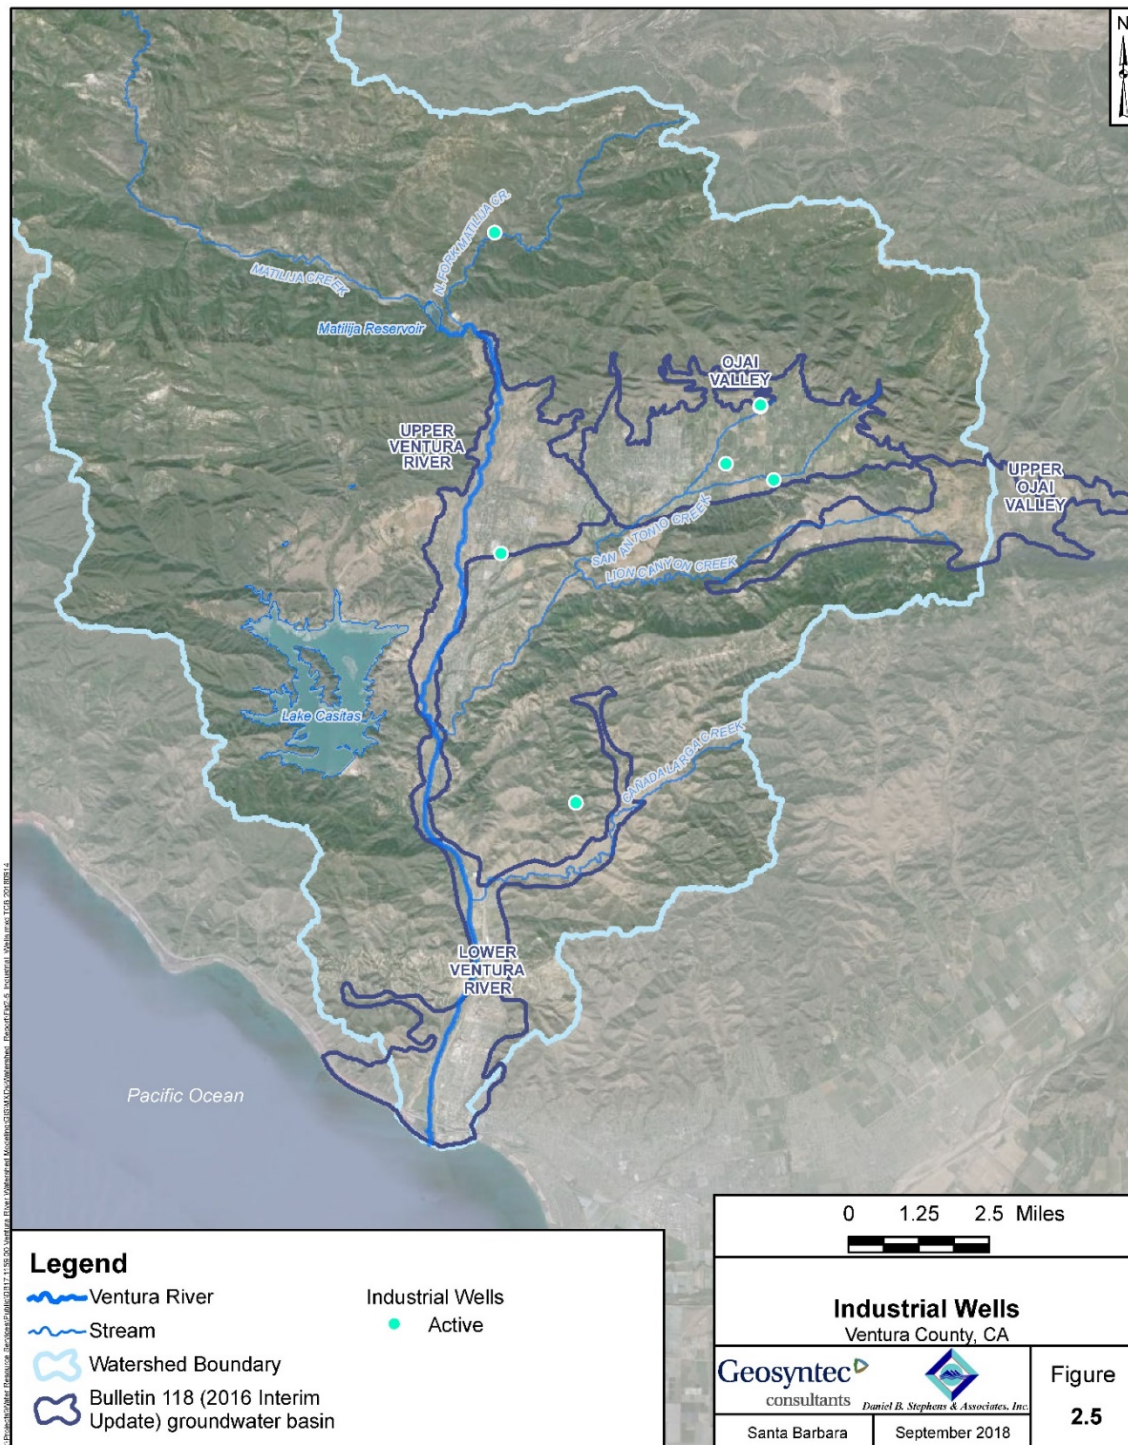 N
N. FORK MATILIJA CR.
MATILIJA CREEK
Matilija Reservoir
OJAI
VALLEY
UPPER
VENTURA
RIVER
UPPER
OJAI
VALLEY
SAN ANTONIO CREEK
LION CANYON CREEK
Lake Casitas
CAÑADA LARGA CREEK
LOWER
VENTURA
RIVER
Pacific Ocean
0 1.25 2.5 Miles
Legend
Ventura River
Stream
Watershed Boundary
Bulletin 118 (2016 Interim
Update) groundwater basin
Industrial Wells
Active
Industrial Wells
Ventura County, CA
Geosyntec
consultants
Daniel B. Stephens & Associates, Inc.
Santa Barbara
September 2018
Figure
2.5